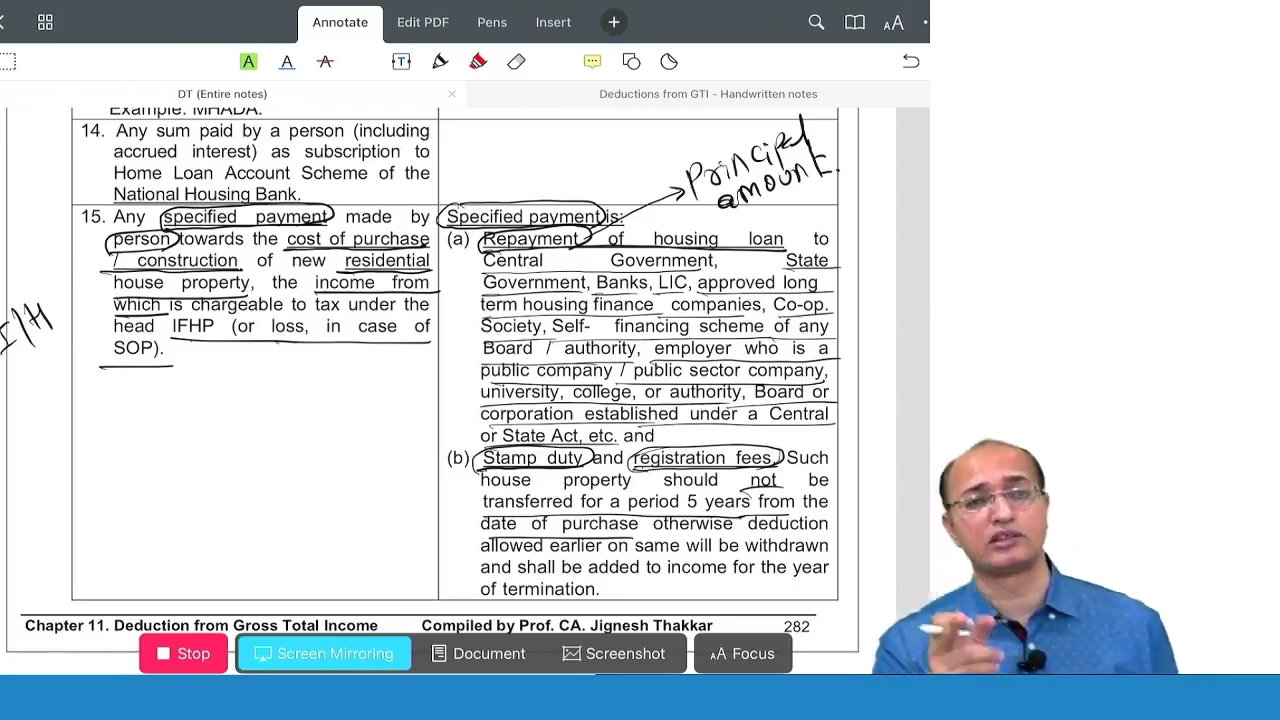 Annotate
Edit PDF
Pens
Insert
AA
A A A T
DT (Entire notes)
Deductions from GTI - Handwritten notes
Example: MHADA.
14. Any sum paid by a person (including
accrued interest) as subscription to
Home Loan Account Scheme of the
National Housing Bank.
Principal
amount.
15. Any specified payment made by
person towards the cost of purchase
/ construction of new residential
house property, the income from
which is chargeable to tax under the
head IFHP (or loss, in case of
SOP).
I/H
Specified payment is:
(a) Repayment of housing loan to
Central Government, State
Government, Banks, LIC, approved long
term housing finance companies, Co-op.
Society, Self- financing scheme of any
Board / authority, employer who is a
public company / public sector company,
university, college, or authority, Board or
corporation established under a Central
or State Act, etc. and
(b) Stamp duty and registration fees, Such
house property should not be
transferred for a period 5 years from the
date of purchase otherwise deduction
allowed earlier on same will be withdrawn
and shall be added to income for the year
of termination.
Chapter 11. Deduction from Gross Total Income Compiled by Prof. CA. Jignesh Thakkar 282
Stop
Screen Mirroring
Document
Screenshot
AA Focus